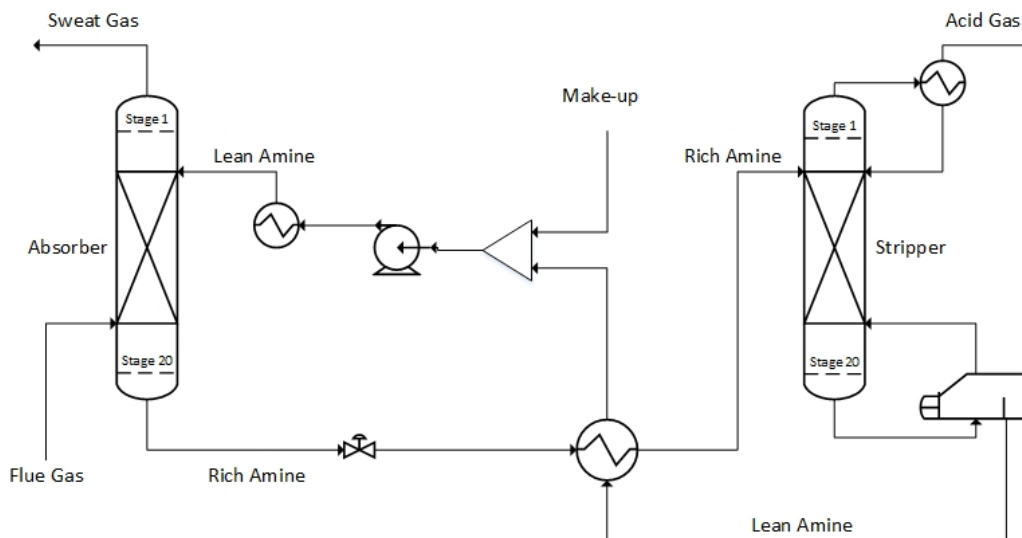 Sweat Gas
Acid Gas
Make-up
Stage 1
Stage 1
Lean Amine
Rich Amine
Absorber
Stripper
Stage 20
Stage 20
Flue Gas
Rich Amine
Lean Amine